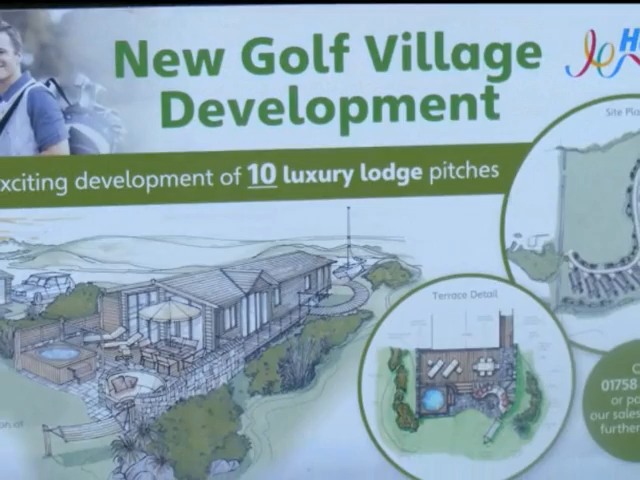 New Golf Village
Development
xciting development of 10 luxury lodge pitches
Site Pla
Terrace Detail
01758
or po
our sales
further